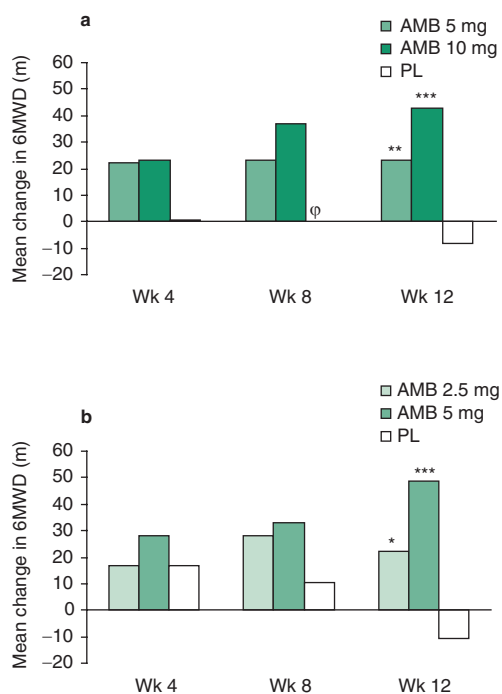 a
AMB 5 mg
AMB 10 mg
PL
Mean change in 6MWD (m)
60
50
40
30
20
10
0
−10
−20
φ
**
***
Wk 4 Wk 8 Wk 12
b
AMB 2.5 mg
AMB 5 mg
PL
Mean change in 6MWD (m)
60
50
40
30
20
10
0
−10
−20
*
***
Wk 4 Wk 8 Wk 12